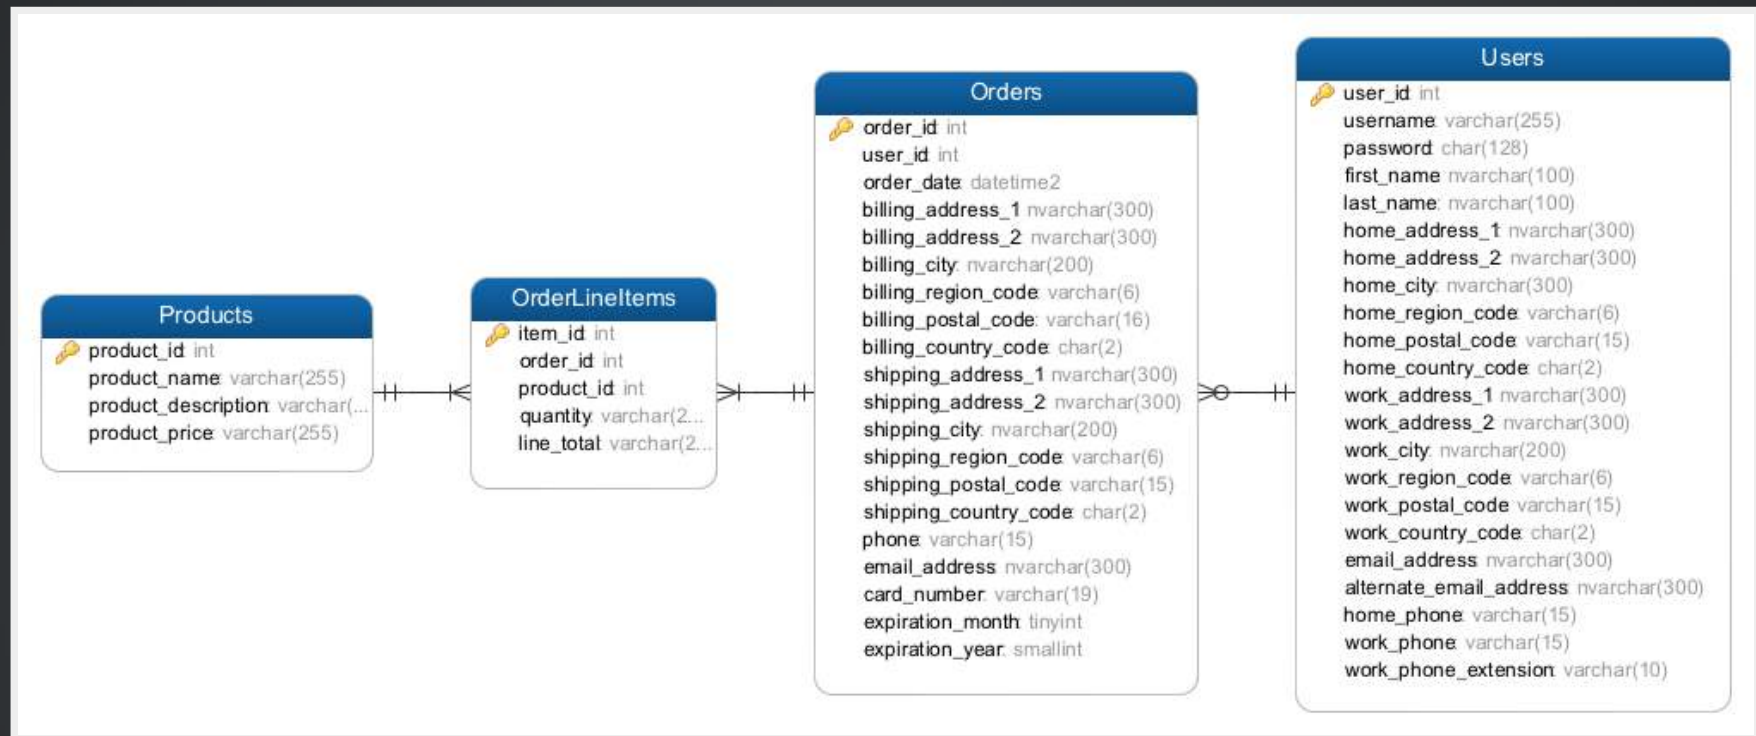 Products
product_id: int
product_name: varchar(255)
product_description: varchar(...
product_price: varchar(255)
OrderLineItems
item_id: int
order_id: int
product_id: int
quantity: varchar(2...
line_total: varchar(2...
Orders
order_id: int
user_id: int
order_date: datetime2
billing_address_1 nvarchar(300)
billing_address_2: nvarchar(300)
billing_city: nvarchar(200)
billing_region_code: varchar(6)
billing_postal_code: varchar(16)
billing_country_code: char(2)
shipping_address_1 nvarchar(300)
shipping_address_2: nvarchar(300)
shipping_city: nvarchar(200)
shipping_region_code: varchar(6)
shipping_postal_code: varchar(15)
shipping_country_code: char(2)
phone: varchar(15)
email_address: nvarchar(300)
card_number: varchar(19)
expiration_month: tinyint
expiration_year: smallint
Users
user_id: int
username: varchar(255)
password: char(128)
first_name: nvarchar(100)
last_name: nvarchar(100)
home_address_1: nvarchar(300)
home_address_2: nvarchar(300)
home_city: nvarchar(300)
home_region_code: varchar(6)
home_postal_code: varchar(15)
home_country_code: char(2)
work_address_1: nvarchar(300)
work_address_2: nvarchar(300)
work_city: nvarchar(200)
work_region_code: varchar(6)
work_postal_code: varchar(15)
work_country_code: char(2)
email_address: nvarchar(300)
alternate_email_address: nvarchar(300)
home_phone: varchar(15)
work_phone: varchar(15)
work_phone_extension: varchar(10)